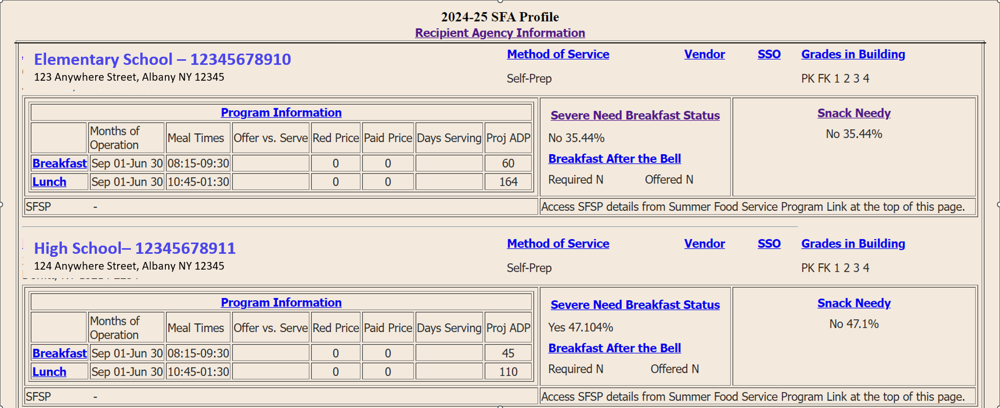 2024-25 SFA Profile
Recipient Agency Information
Elementary School – 12345678910
123 Anywhere Street, Albany NY 12345
Method of Service Vendor SSO Grades in Building
Self-Prep PK FK 1 2 3 4
Program Information
Months of Operation Meal Times Offer vs. Serve Red Price Paid Price Days Serving Proj ADP
Breakfast Sep 01-Jun 30 08:15-09:30 0 0 60
Lunch Sep 01-Jun 30 10:45-01:30 0 0 164
Severe Need Breakfast Status
No 35.44%
Breakfast After the Bell
Required N Offered N
Snack Needy
No 35.44%
SFSP -
Access SFSP details from Summer Food Service Program Link at the top of this page.
High School– 12345678911
124 Anywhere Street, Albany NY 12345
Method of Service Vendor SSO Grades in Building
Self-Prep PK FK 1 2 3 4
Program Information
Months of Operation Meal Times Offer vs. Serve Red Price Paid Price Days Serving Proj ADP
Breakfast Sep 01-Jun 30 08:15-09:30 0 0 45
Lunch Sep 01-Jun 30 10:45-01:30 0 0 110
Severe Need Breakfast Status
Yes 47.104%
Breakfast After the Bell
Required N Offered N
Snack Needy
No 47.1%
SFSP -
Access SFSP details from Summer Food Service Program Link at the top of this page.